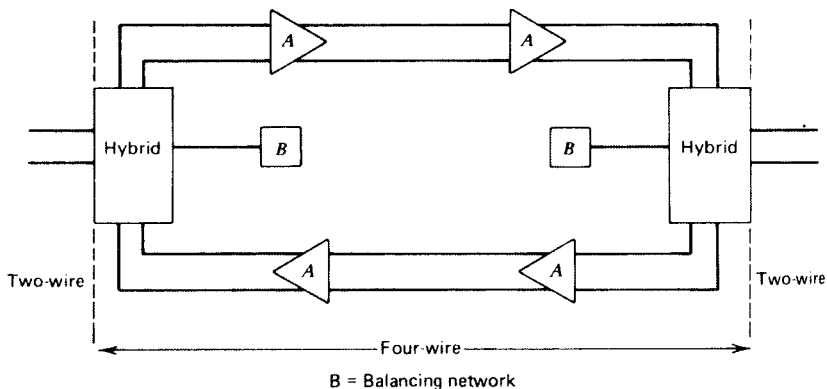 A A
Hybrid B B Hybrid
A A
Two-wire Two-wire
Four-wire
B = Balancing network